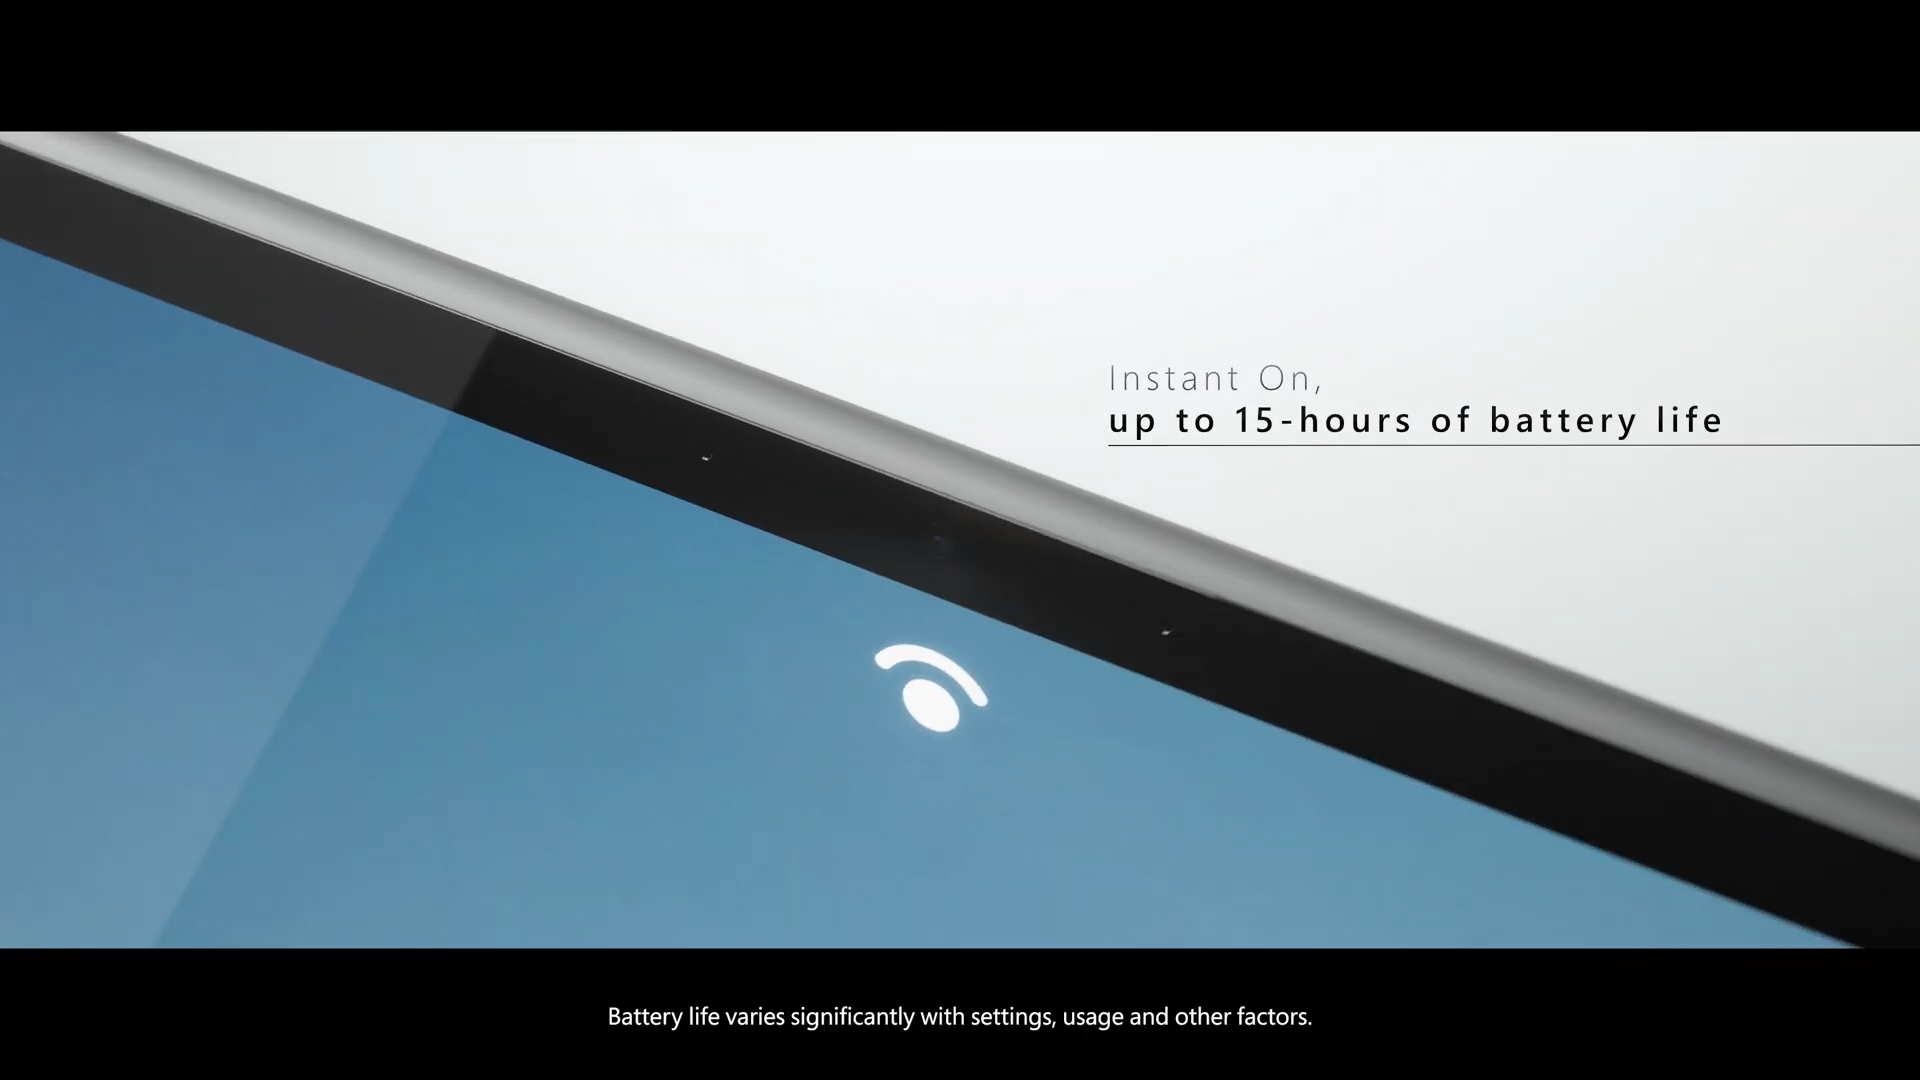 Instant On,
up to 15-hours of battery life
Battery life varies significantly with settings, usage and other factors.